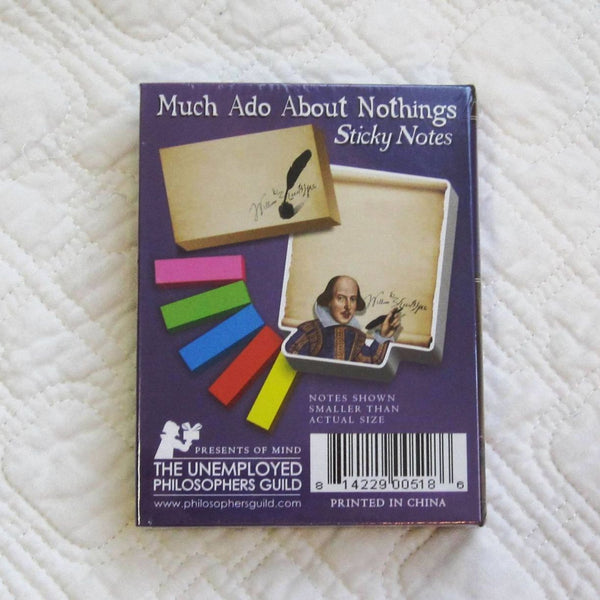 Much Ado About Nothings
Sticky Notes
NOTES SHOWN
SMALLER THAN
ACTUAL SIZE
PRESENTS OF MIND
THE UNEMPLOYED
PHILOSOPHERS GUILD
www.philosophersguild.com
8 14229 00518 6
PRINTED IN CHINA